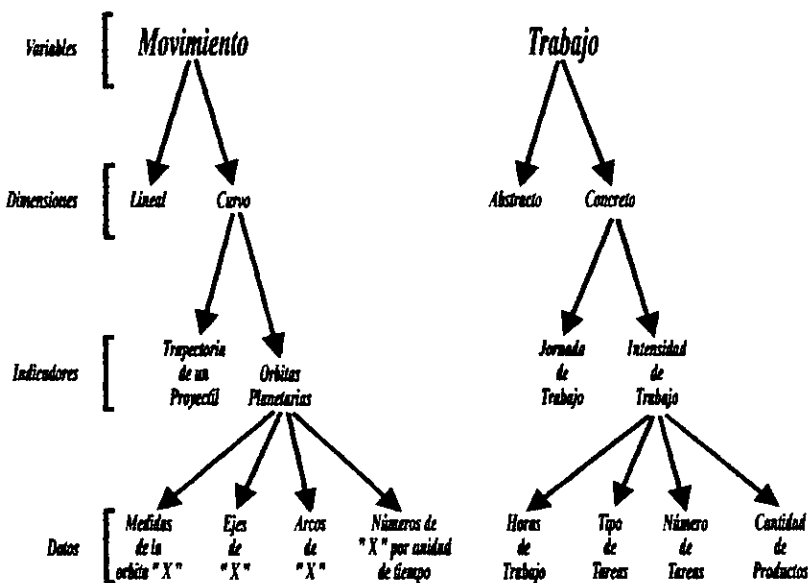 Variables
Movimiento
Trabajo
Dimensiones
Lineal
Curvo
Abstracto
Concreto
Indicadores
Trayectoria
de un
Proyectil
Orbitas
Planetarias
Jornada
de
Trabajo
Intensidad
de
Trabajo
Datos
Medidas
de la
orbita "X"
Ejes
de
"X"
Arcos
de
"X"
Números de
"X" por unidad
de tiempo
Horas
de
Trabajo
Tipo
de
Tareas
Número
de
Tareas
Cantidad
de
Productos